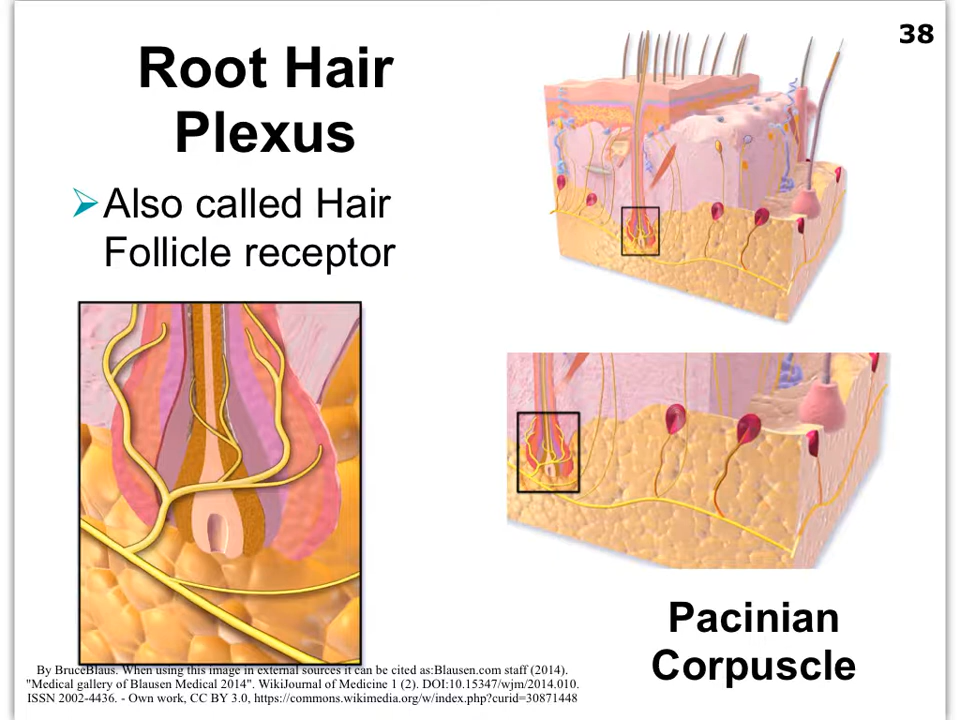 38
Root Hair
Plexus
Also called Hair
Follicle receptor
Pacinian
Corpuscle
By BruceBlaus. When using this image in external sources it can be cited as:Blausen.com staff (2014).
"Medical gallery of Blausen Medical 2014". WikiJournal of Medicine 1 (2). DOI:10.15347/wjm/2014.010.
ISSN 2002-4436. - Own work, CC BY 3.0, https://commons.wikimedia.org/w/index.php?curid=30871448